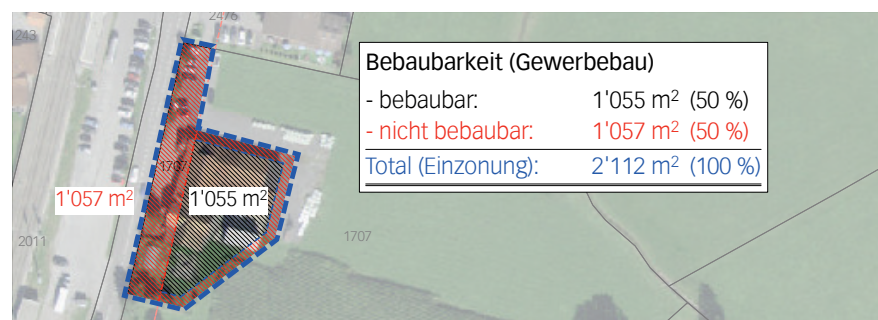 2476
1243
Bebaubarkeit (Gewerbebau)
- bebaubar: 1'055 m² (50 %)
- nicht bebaubar: 1'057 m² (50 %)
Total (Einzonung): 2'112 m² (100 %)
1707
1'057 m²
1'055 m²
2011
1707